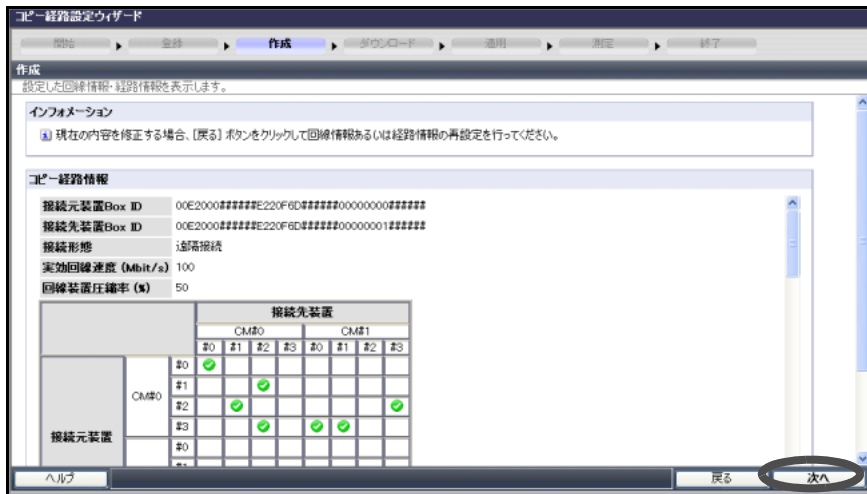 コピー経路設定ウィザード
開始 登録 作成 ダウンロード 適用 測定 終了
作成
設定した回線情報・経路情報を表示します。
インフォメーション
現在の内容を修正する場合、[戻る] ボタンをクリックして回線情報あるいは経路情報の再設定を行ってください。
コピー経路情報
接続元装置Box ID 00E2000######E220F6D######00000000######
接続先装置Box ID 00E2000######E220F6D######00000001######
接続形態 遠隔接続
実効回線速度 (Mbit/s) 100
回線装置圧縮率 (%) 50
接続先装置
CM#0 CM#1
#0 #1 #2 #3 #0 #1 #2 #3
#0
#1
CM#0
#2
#3
接続元装置
#0
ヘルプ 戻る 次へ